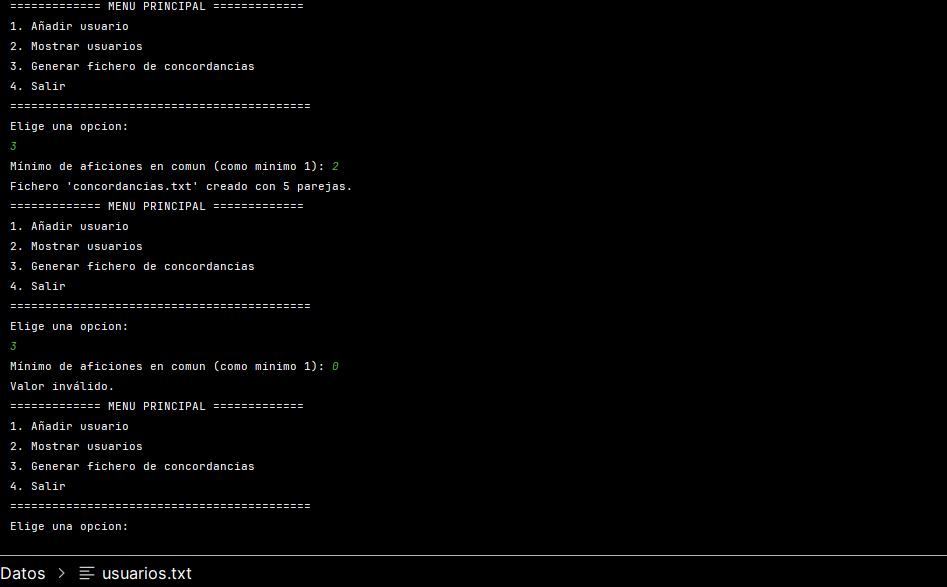 ============= MENU PRINCIPAL =============
1. Añadir usuario
2. Mostrar usuarios
3. Generar fichero de concordancias
4. Salir
===========================================
Elige una opcion:
3
Mínimo de aficiones en comun (como minimo 1): 2
Fichero 'concordancias.txt' creado con 5 parejas.
============= MENU PRINCIPAL =============
1. Añadir usuario
2. Mostrar usuarios
3. Generar fichero de concordancias
4. Salir
===========================================
Elige una opcion:
3
Mínimo de aficiones en comun (como minimo 1): 0
Valor inválido.
============= MENU PRINCIPAL =============
1. Añadir usuario
2. Mostrar usuarios
3. Generar fichero de concordancias
4. Salir
===========================================
Elige una opcion:
Datos > usuarios.txt